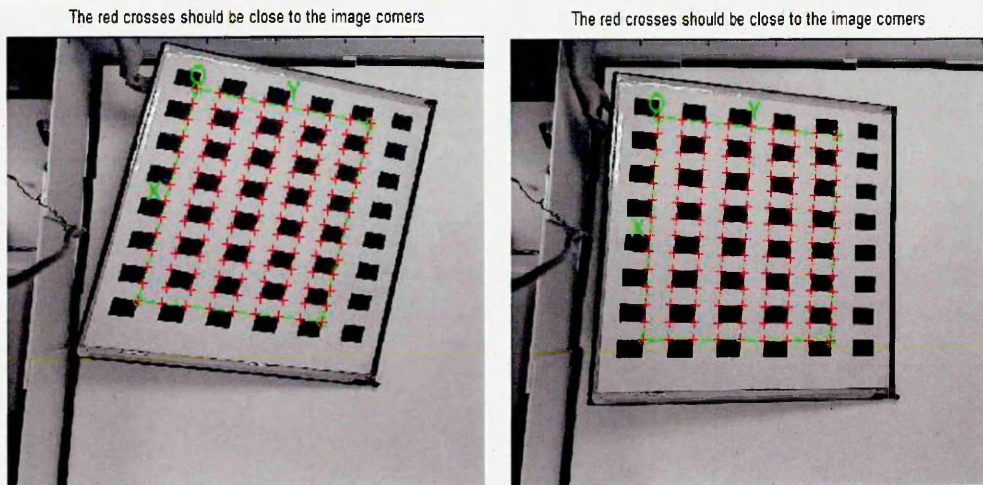 The red crosses should be close to the image corners
The red crosses should be close to the image corners
O
Y
X
O
Y
X